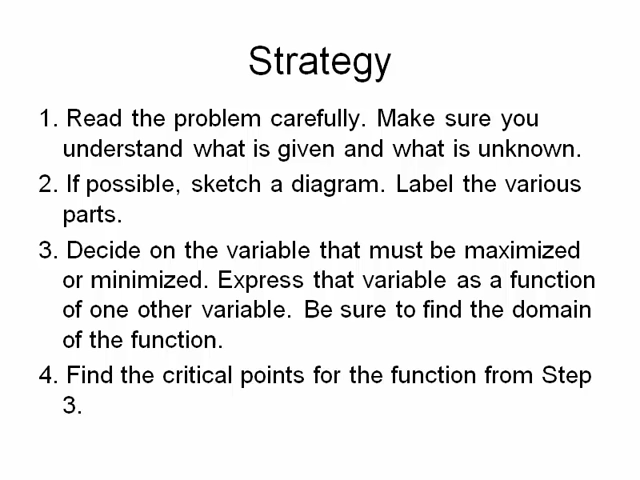 Strategy
1. Read the problem carefully. Make sure you
understand what is given and what is unknown.
2. If possible, sketch a diagram. Label the various
parts.
3. Decide on the variable that must be maximized
or minimized. Express that variable as a function
of one other variable. Be sure to find the domain
of the function.
4. Find the critical points for the function from Step
3.